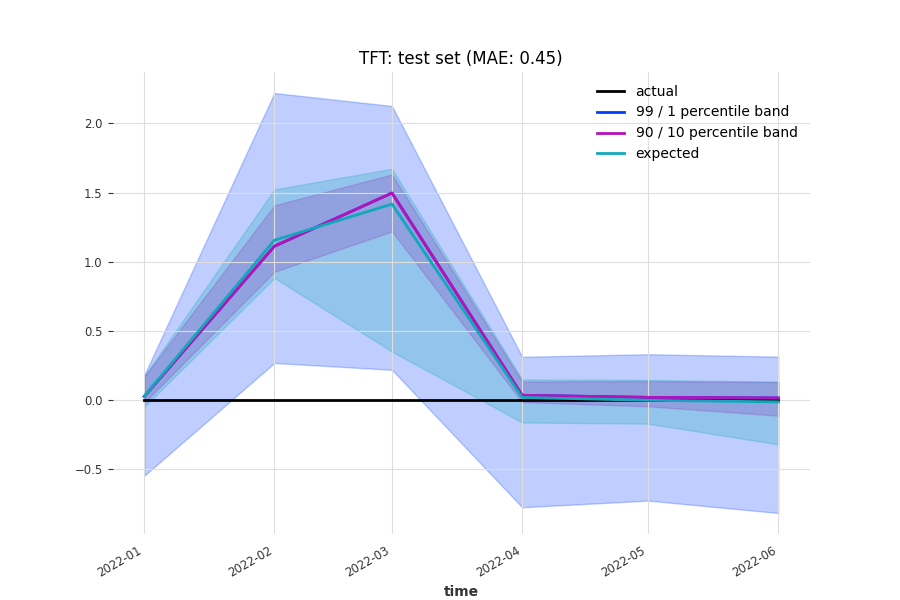 TFT: test set (MAE: 0.45)
actual
99 / 1 percentile band
90 / 10 percentile band
expected
2.0
1.5
1.0
0.5
0.0
−0.5
2022-01
2022-02
2022-03
2022-04
2022-05
2022-06
time